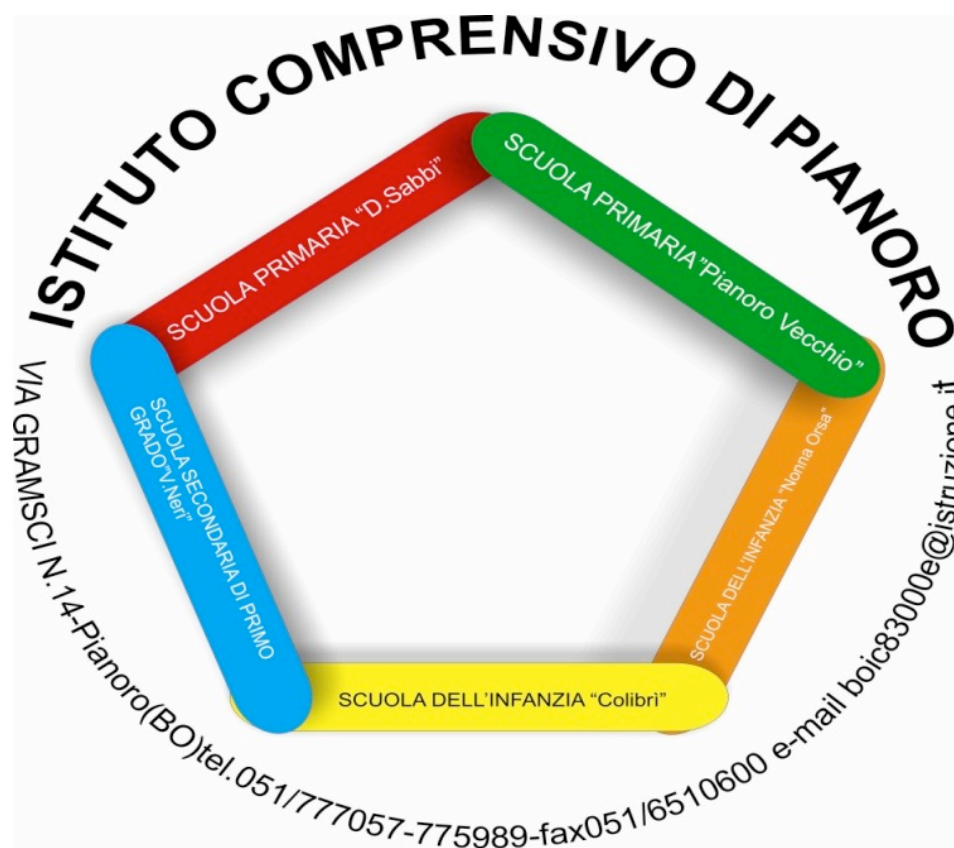 ISTITUTO COMPRENSIVO DI PIANORO
SCUOLA PRIMARIA "D.Sabbi"
SCUOLA PRIMARIA"Pianoro Vecchio"
SCUOLA SECONDARIA DI PRIMO
GRADO"V.Neri"
SCUOLA DELL'INFANZIA "Nonna Orsa"
SCUOLA DELL'INFANZIA "Colibrì"
VIA GRAMSCI N.14-Pianoro(BO)tel.051/777057-775989-fax051/6510600 e-mail boic83000e@istruzione.it